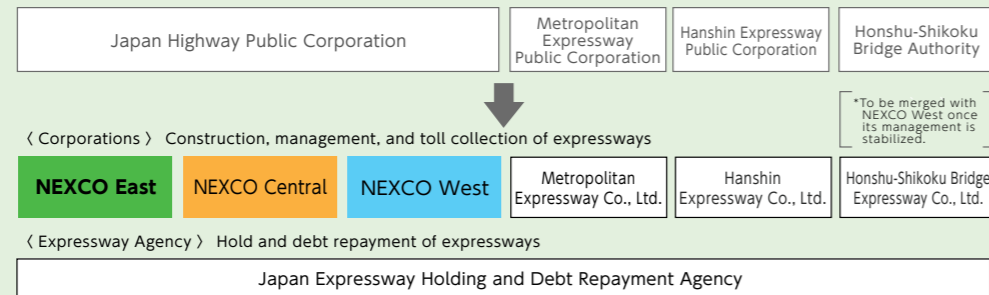 Japan Highway Public Corporation
Metropolitan
Expressway
Public Corporation
Hanshin Expressway
Public Corporation
Honshu-Shikoku
Bridge Authority
*To be merged with
NEXCO West once
its management is
stabilized.
〈 Corporations 〉 Construction, management, and toll collection of expressways
NEXCO East
NEXCO Central
NEXCO West
Metropolitan
Expressway Co., Ltd.
Hanshin
Expressway Co., Ltd.
Honshu-Shikoku Bridge
Expressway Co., Ltd.
〈 Expressway Agency 〉 Hold and debt repayment of expressways
Japan Expressway Holding and Debt Repayment Agency